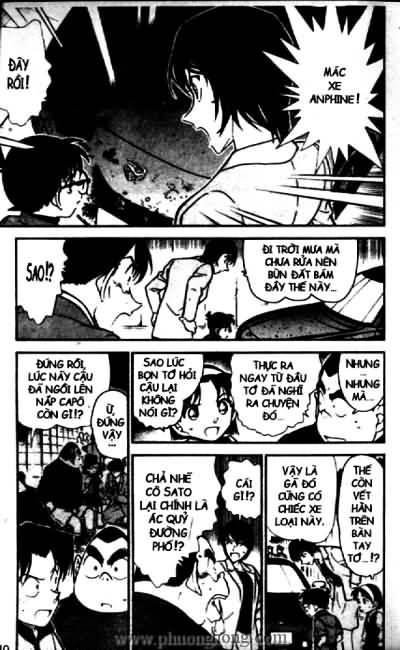 MÁC
XE
ANPHINE!
ĐÂY
RỒI!
ĐI TRỜI MƯA MÀ
CHƯA RỬA NÊN
BÙN ĐẤT BÁM
ĐẦY THẾ NÀY...
SAO!?
NHƯNG
... NHƯNG
MÀ...
THỰC RA
NGAY TỪ ĐẦU
TỚ ĐÃ NGHĨ
RA CHUYỆN
ĐÓ...
SAO LÚC
BỌN TỚ HỎI
CẬU LẠI
KHÔNG
NÓI GÌ?
ĐÚNG RỒI,
LÚC NÃY CẬU
ĐÃ NGỒI LÊN
NẮP CAPÔ
CÒN GÌ!?
Ừ,
ĐÚNG
VẬY...
THẾ
CÒN
VẾT
HẰN
TRÊN
BÀN
TAY
TỚ
...!?
VẬY LÀ
GÃ ĐÓ
CŨNG CÓ
CHIẾC XE
LOẠI NÀY.
CÁI
GÌ!?
CHẢ NHẼ
CÔ SATO
LẠI CHÍNH LÀ
ÁC QUỶ
ĐƯỜNG
PHỐ!?